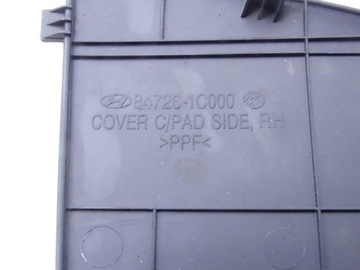 84726-1C000
COVER C/PAD SIDE, RH
>PPF<